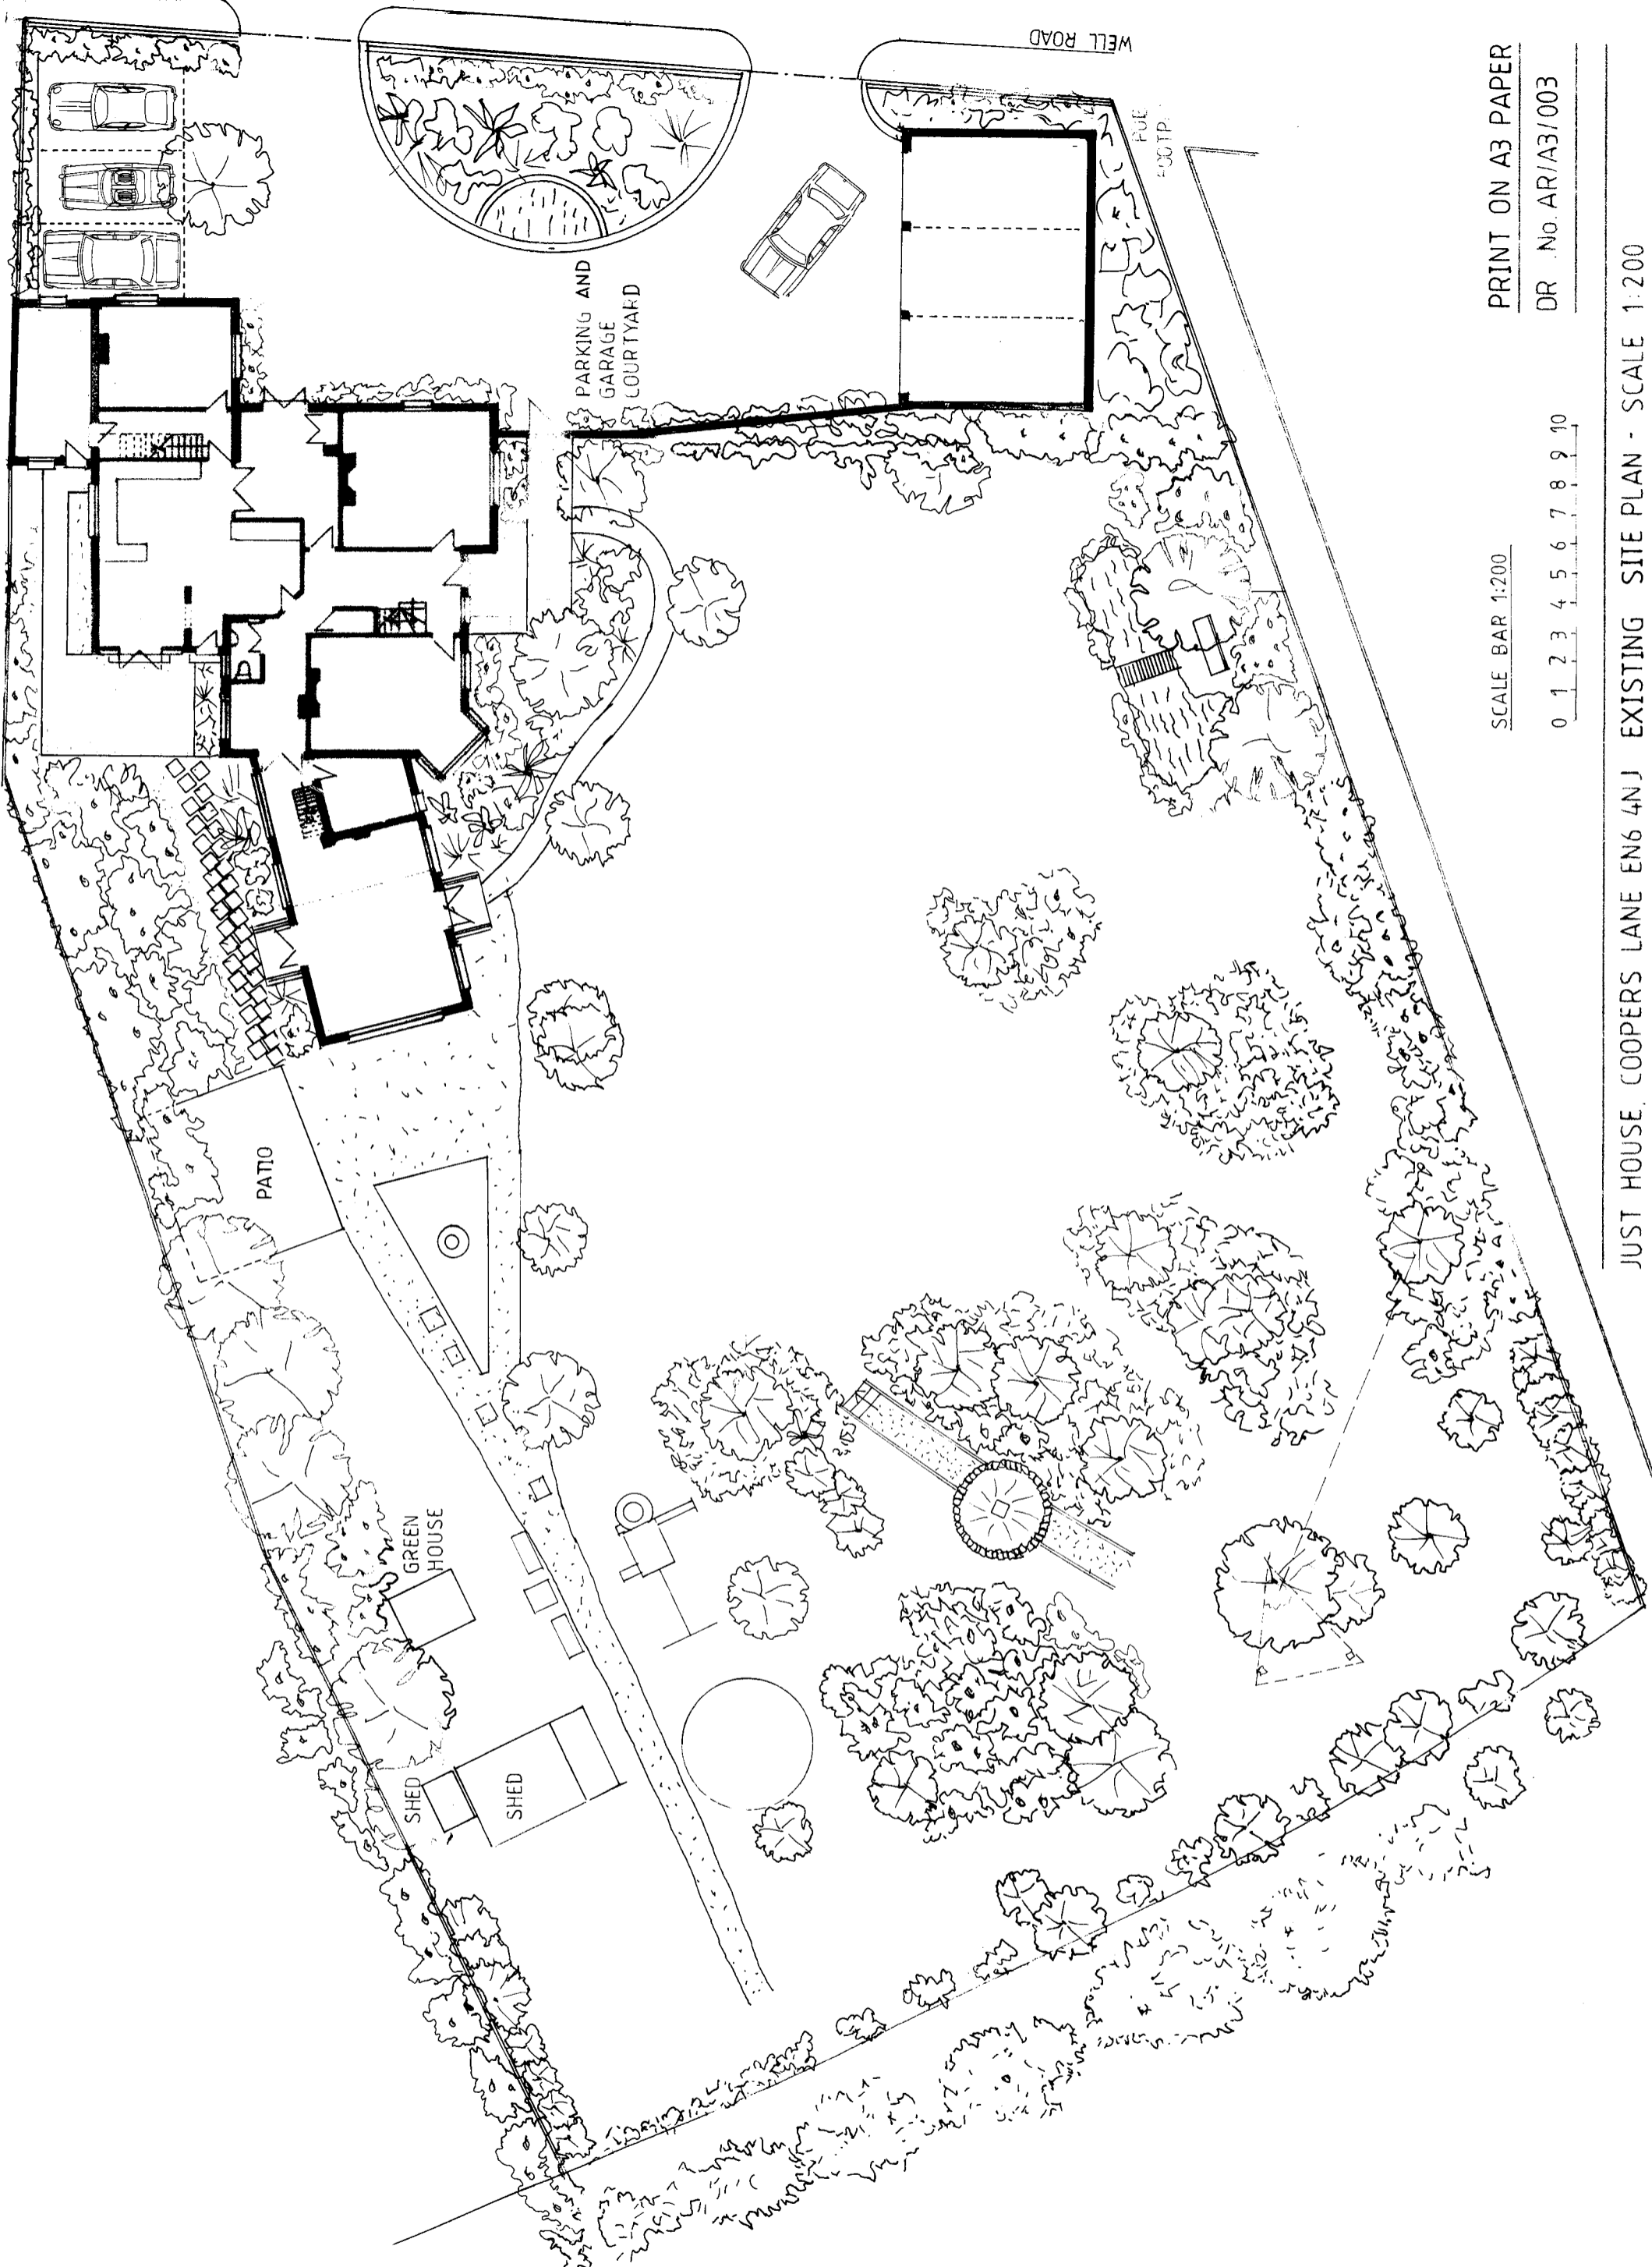 WELL ROAD
PARKING AND
GARAGE
COURTYARD
PATIO
GREEN
HOUSE
SHED
SHED
PRINT ON A3 PAPER
DR No. AR/A3/003
SCALE BAR 1:200
0 1 2 3 4 5 6 7 8 9 10
JUST HOUSE, COOPERS LANE EN6 4NJ EXISTING SITE PLAN - SCALE 1:200